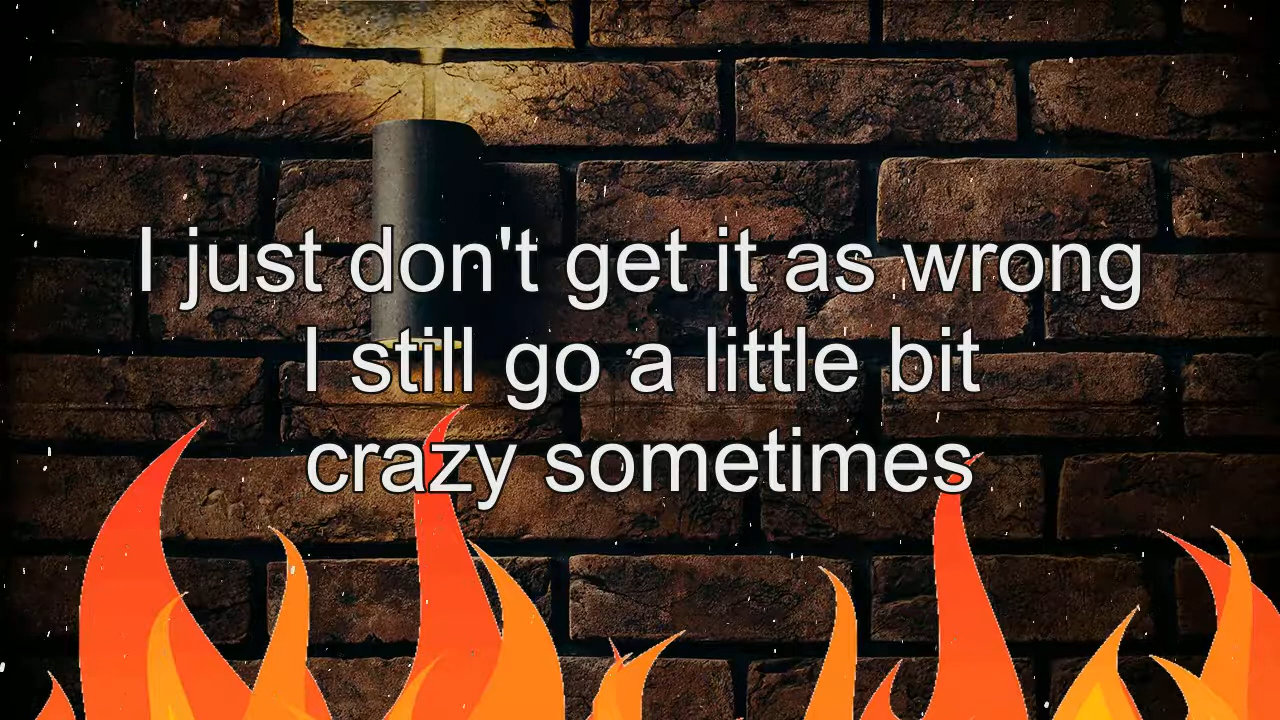 I just don't get it as wrong
I still go a little bit
crazy sometimes